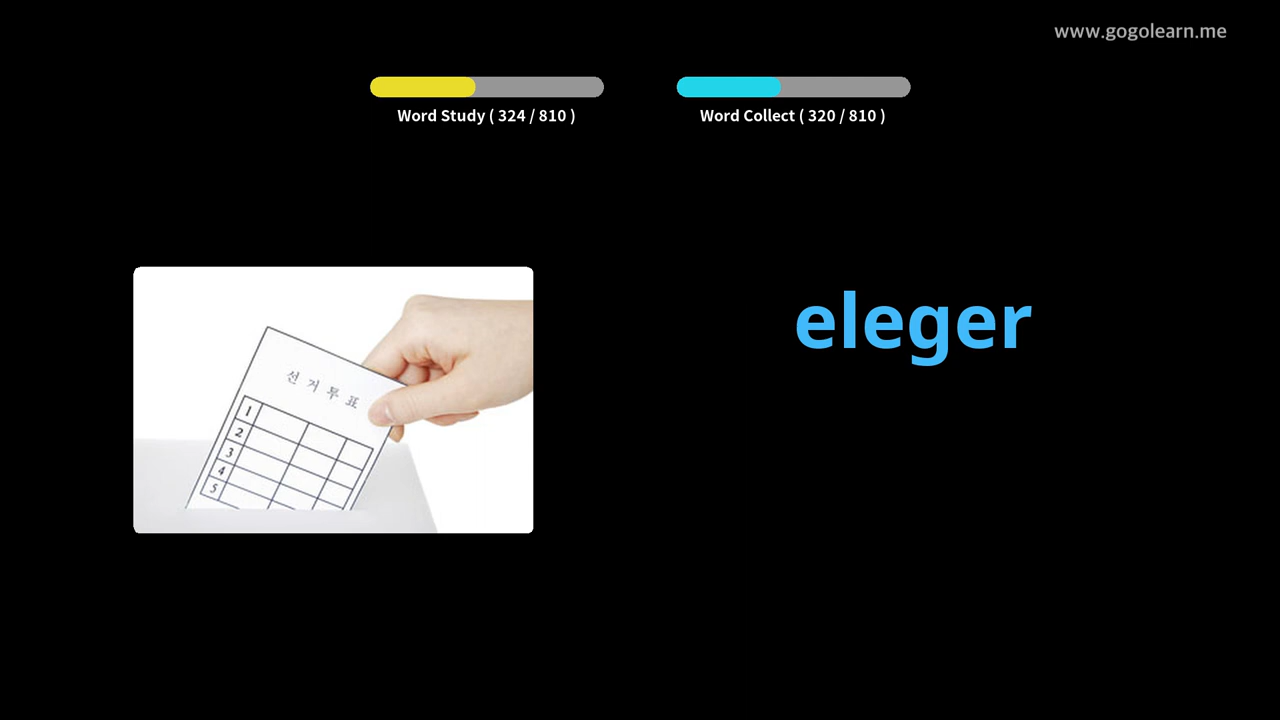 www.gogolearn.me
Word Study ( 324 / 810 )
Word Collect ( 320 / 810 )
선거투표
1
2
3
4
5
eleger